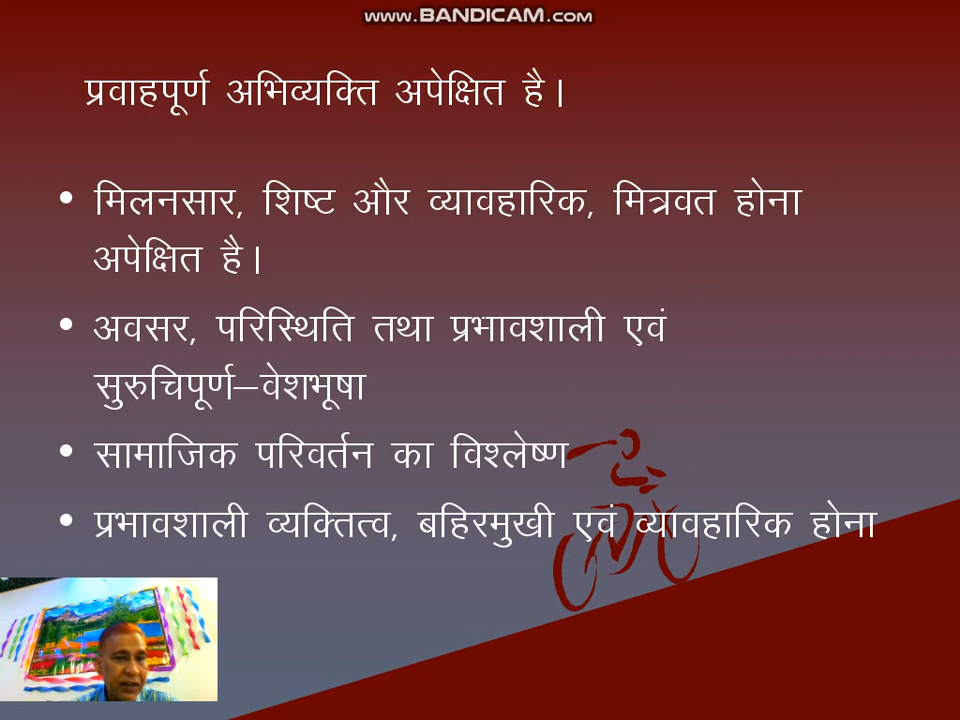 www.BANDICAM.com
प्रवाहपूर्ण अभिव्यक्ति अपेक्षित है।
• मिलनसार, शिष्ट और व्यावहारिक, मित्रवत होना
अपेक्षित है।
• अवसर, परिस्थिति तथा प्रभावशाली एवं
सुरुचिपूर्ण–वेशभूषा
• सामाजिक परिवर्तन का विश्लेष्ण
• प्रभावशाली व्यक्तित्व, बहिरमुखी एवं व्यावहारिक होना